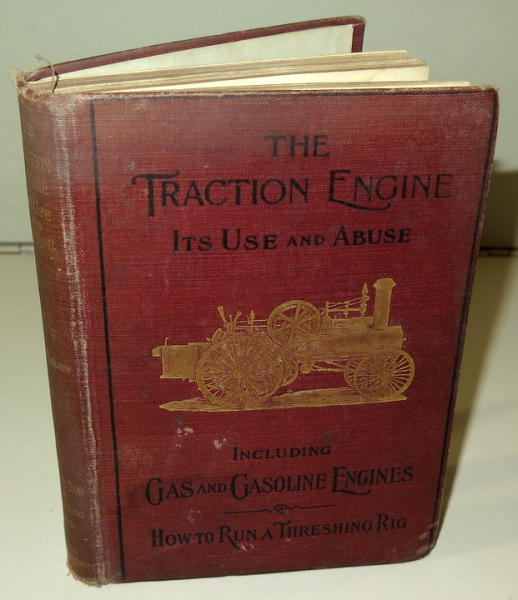 THE
TRACTION ENGINE
ITS USE AND ABUSE
INCLUDING
GAS AND GASOLINE ENGINES
HOW TO RUN A THRESHING RIG